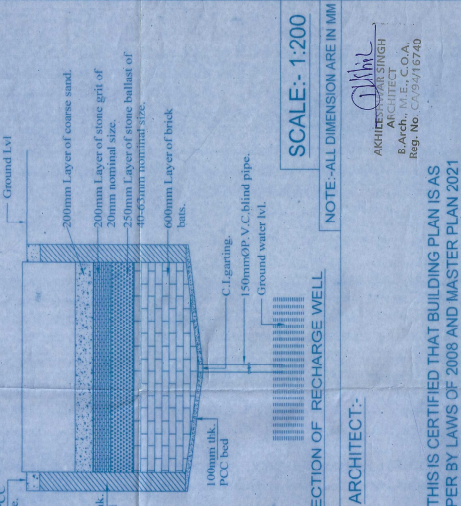 Ground Lvl
200mm Layer of coarse sand.
200mm Layer of stone grit of
20mm nominal size.
250mm Layer of stone ballast of
40-63mm nominal size.
600mm Layer of brick
bats.
C.I.garting.
150mmOP.V.C.blind pipe.
Ground water lvl.
100mm thk.
PCC bed
ECTION OF RECHARGE WELL
SCALE:- 1:200
NOTE:-ALL DIMENSION ARE IN MM
ARCHITECT:-
SINGH
ARCHITECT
B.Arch., M.E., C.O.A.
Reg. No. CA/94/16740
THIS IS CERTIFIED THAT BUILDING PLAN IS AS
PER BY LAWS OF 2008 AND MASTER PLAN 2021